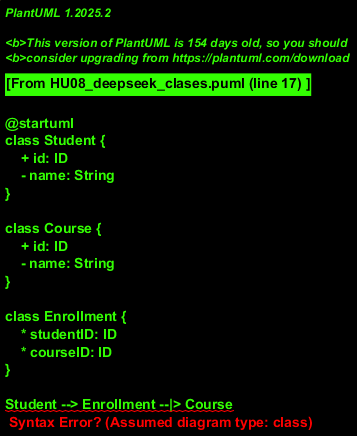 PlantUML 1.2025.2
<b>This version of PlantUML is 154 days old, so you should
<b>consider upgrading from https://plantuml.com/download
[From HU08_deepseek_clases.puml (line 17) ]
@startuml
class Student {
+ id: ID
- name: String
}
class Course {
+ id: ID
- name: String
}
class Enrollment {
* studentID: ID
* courseID: ID
}
Student --> Enrollment --|> Course
Syntax Error? (Assumed diagram type: class)